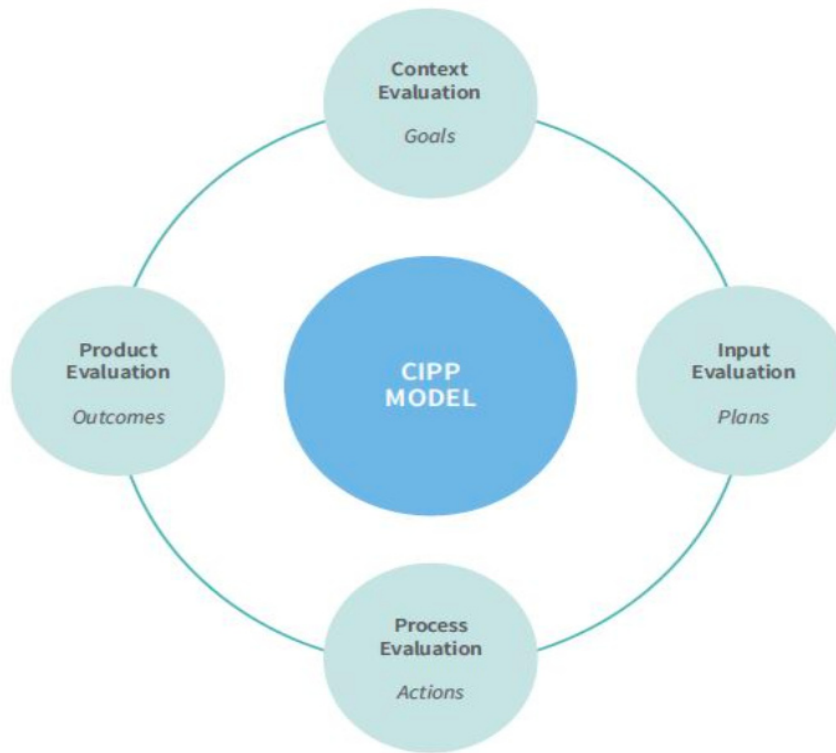 Context
Evaluation
Goals
Product
Evaluation
Outcomes
CIPP
MODEL
Input
Evaluation
Plans
Process
Evaluation
Actions